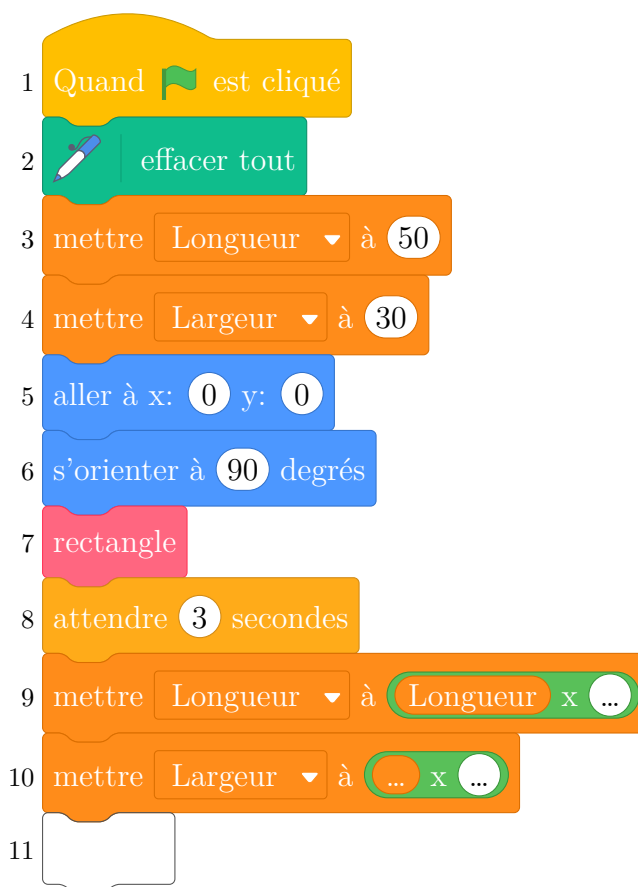 1 Quand est cliqué
2 effacer tout
3 mettre Longueur à 50
4 mettre Largeur à 30
5 aller à x: 0 y: 0
6 s'orienter à 90 degrés
7 rectangle
8 attendre 3 secondes
9 mettre Longueur à Longueur x ...
10 mettre Largeur à ... x ...
11